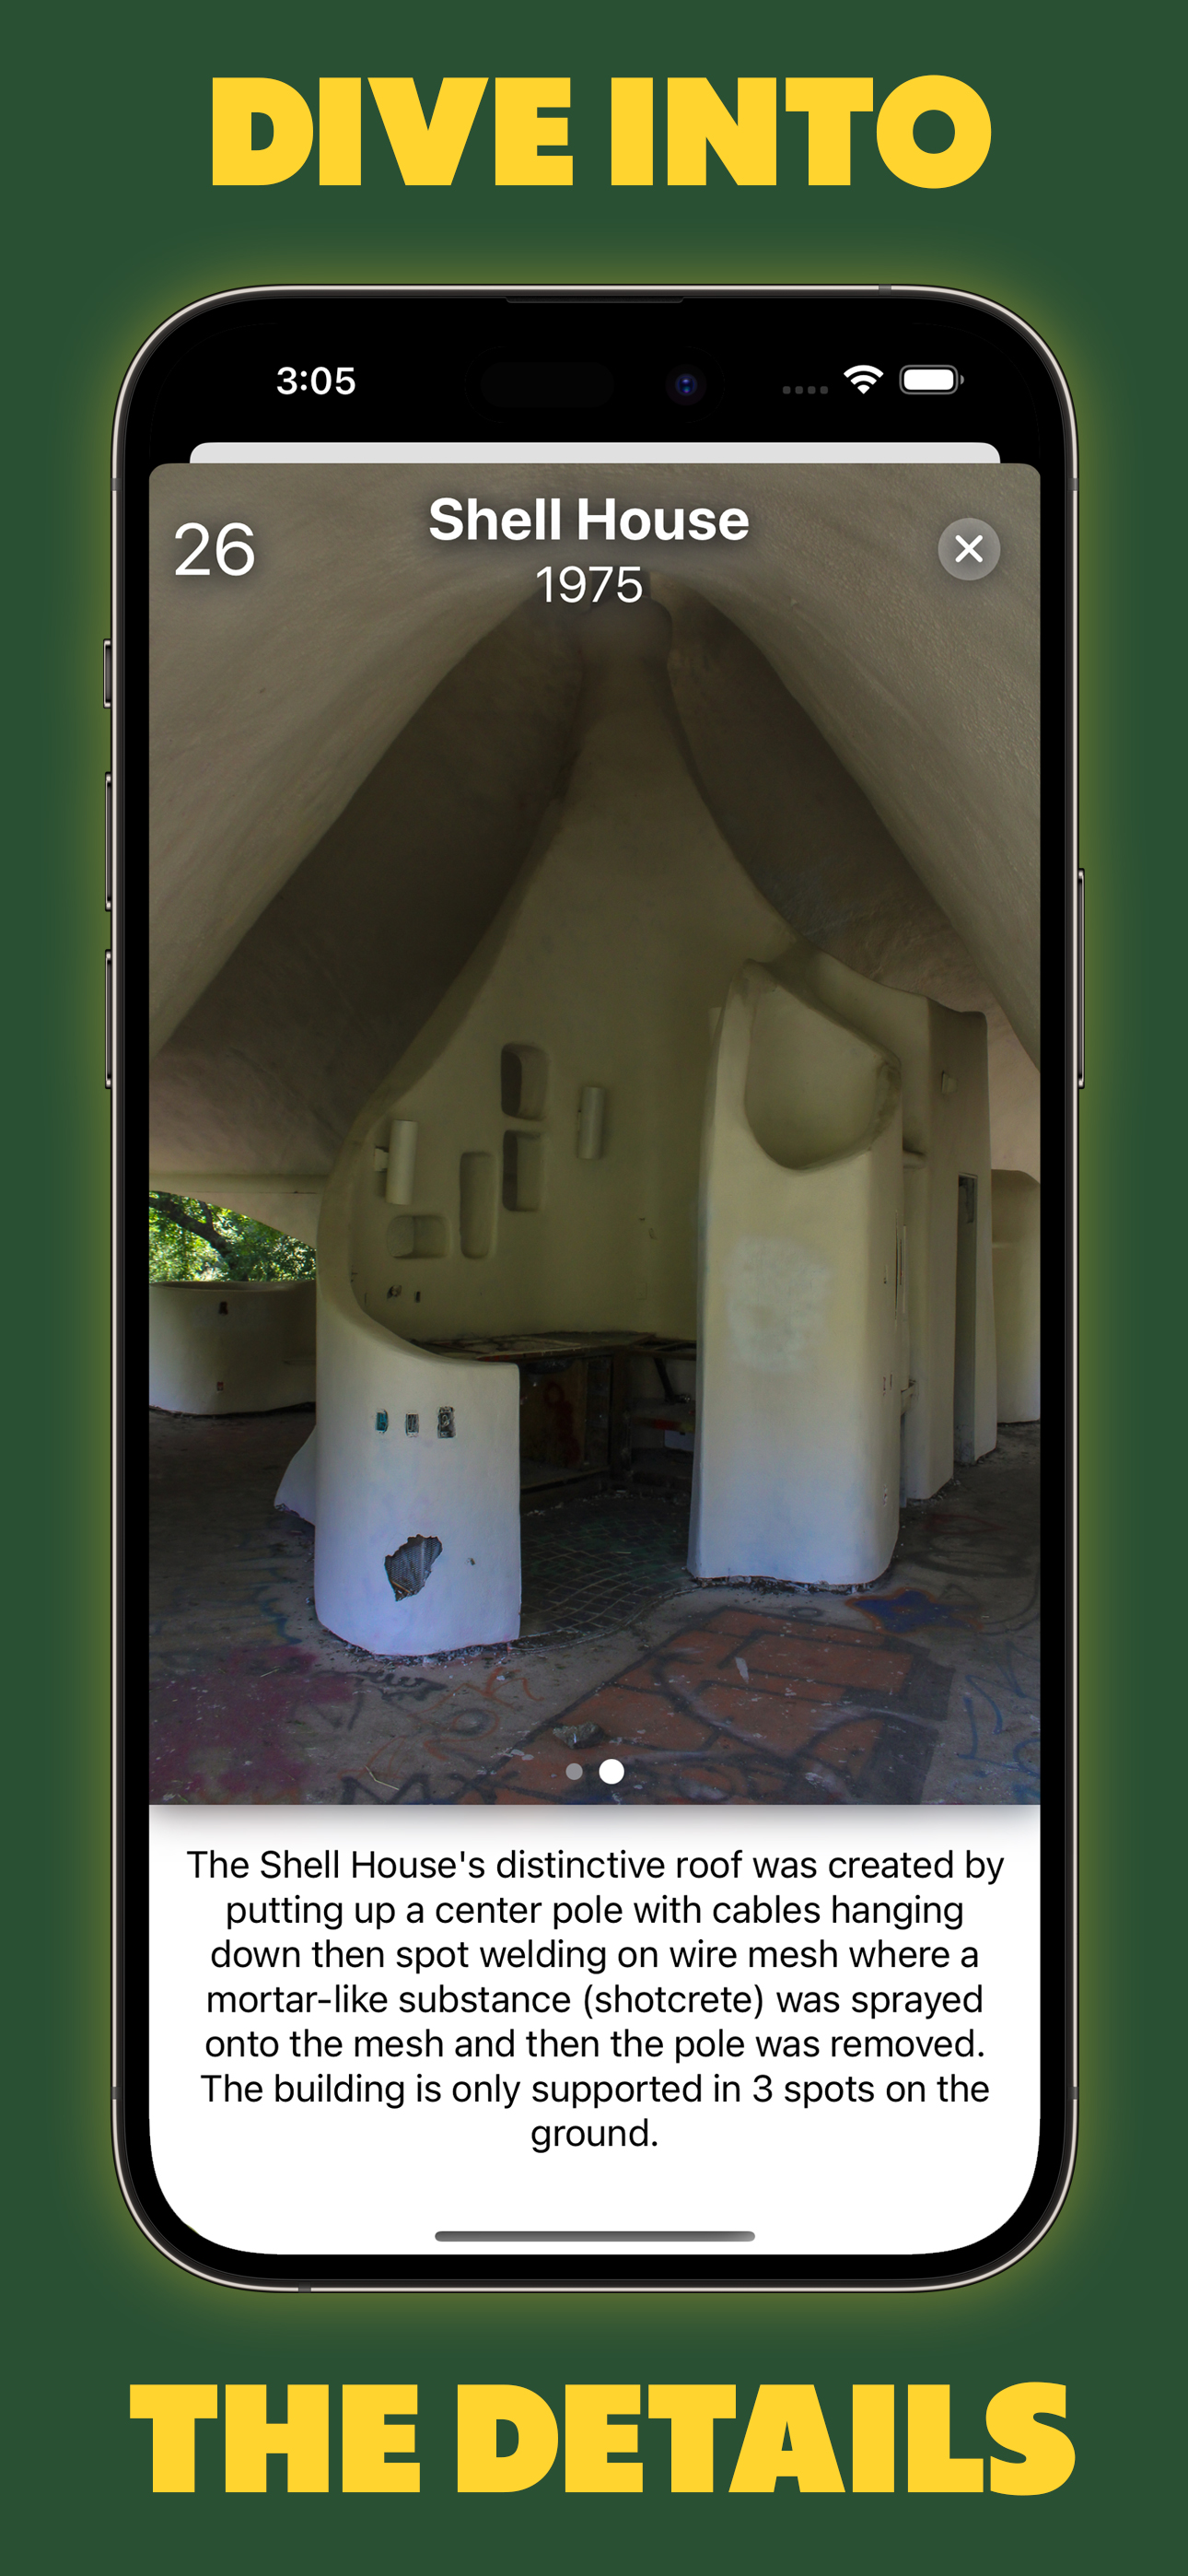 DIVE INTO
3:05
26
Shell House
1975
The Shell House's distinctive roof was created by
putting up a center pole with cables hanging
down then spot welding on wire mesh where a
mortar-like substance (shotcrete) was sprayed
onto the mesh and then the pole was removed.
The building is only supported in 3 spots on the
ground.
THE DETAILS